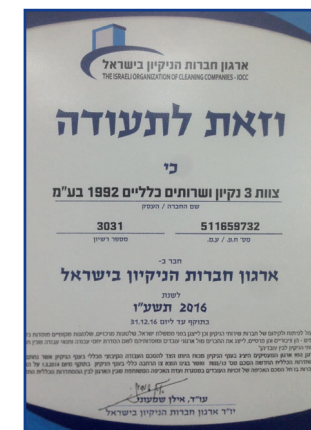 ארגון חברות הניקיון בישראל
THE ISRAELI ORGANIZATION OF CLEANING COMPANIES - IOCC
וזאת לתעודה
כי
צוות 3 נקיון ושרותים כלליים 1992 בע"מ
שם החברה / העסק
511659732 3031
מס' ח.פ. / ע.מ. מספר רשיון
חבר ב-
ארגון חברות הניקיון בישראל
לשנת
2016 תשע"ו
בתוקף עד ליום 31.12.16
עו"ד, אילן שמעוני
יו"ר ארגון חברות הניקיון בישראל